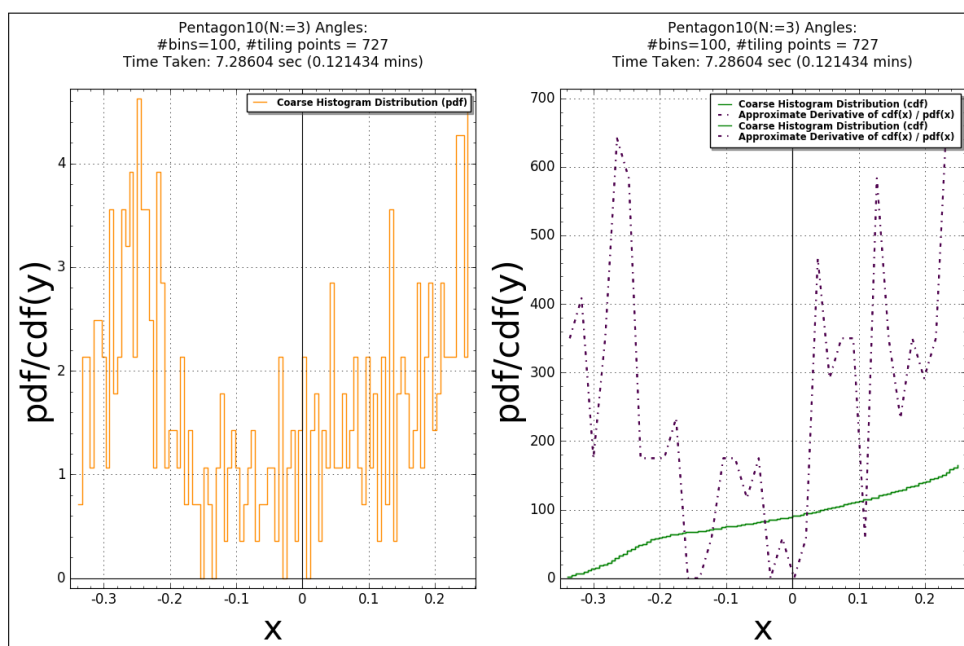 Pentagon10(N:=3) Angles:
#bins=100, #tiling points = 727
Time Taken: 7.28604 sec (0.121434 mins)
Coarse Histogram Distribution (pdf)
pdf/cdf(y)
4
3
2
1
0
-0.3
-0.2
-0.1
0
0.1
0.2
x
Pentagon10(N:=3) Angles:
#bins=100, #tiling points = 727
Time Taken: 7.28604 sec (0.121434 mins)
Coarse Histogram Distribution (cdf)
Approximate Derivative of cdf(x) / pdf(x)
Coarse Histogram Distribution (cdf)
Approximate Derivative of cdf(x) / pdf(x)
pdf/cdf(y)
700
600
500
400
300
200
100
0
-0.3
-0.2
-0.1
0
0.1
0.2
x